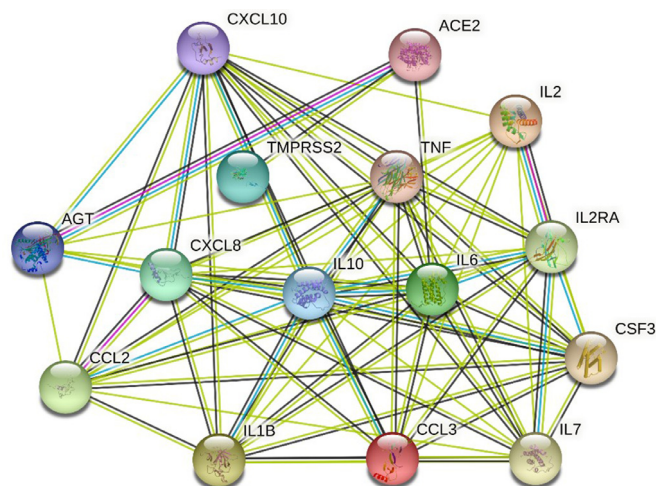 CXCL10
ACE2
IL2
TMPRSS2
TNF
AGT
CXCL8
IL10
IL6
IL2RA
CSF3
CCL2
IL1B
CCL3
IL7